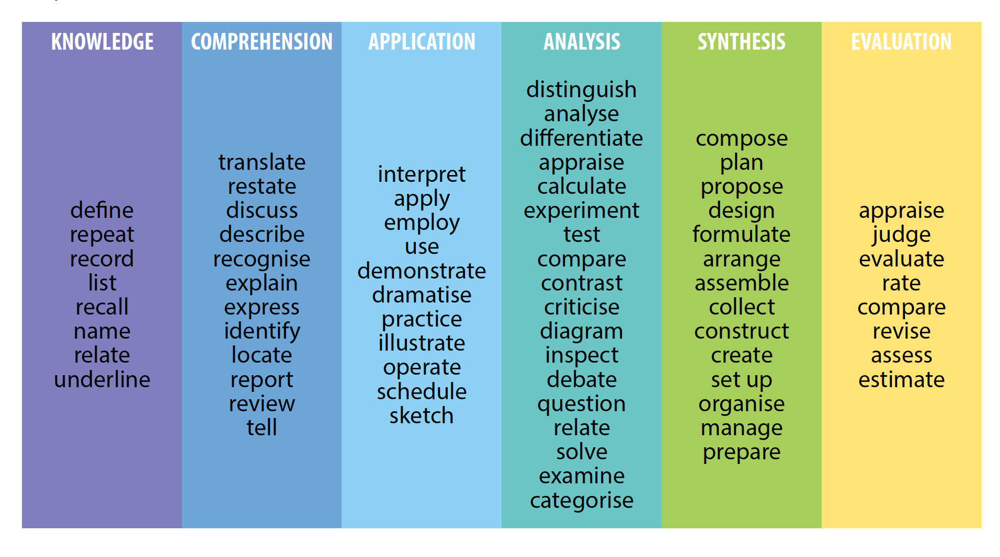 KNOWLEDGE
define
repeat
record
list
recall
name
relate
underline
COMPREHENSION
translate
restate
discuss
describe
recognise
explain
express
identify
locate
report
review
tell
APPLICATION
interpret
apply
employ
use
demonstrate
dramatise
practice
illustrate
operate
schedule
sketch
ANALYSIS
distinguish
analyse
differentiate
appraise
calculate
experiment
test
compare
contrast
criticise
diagram
inspect
debate
question
relate
solve
examine
categorise
SYNTHESIS
compose
plan
propose
design
formulate
arrange
assemble
collect
construct
create
set up
organise
manage
prepare
EVALUATION
appraise
judge
evaluate
rate
compare
revise
assess
estimate